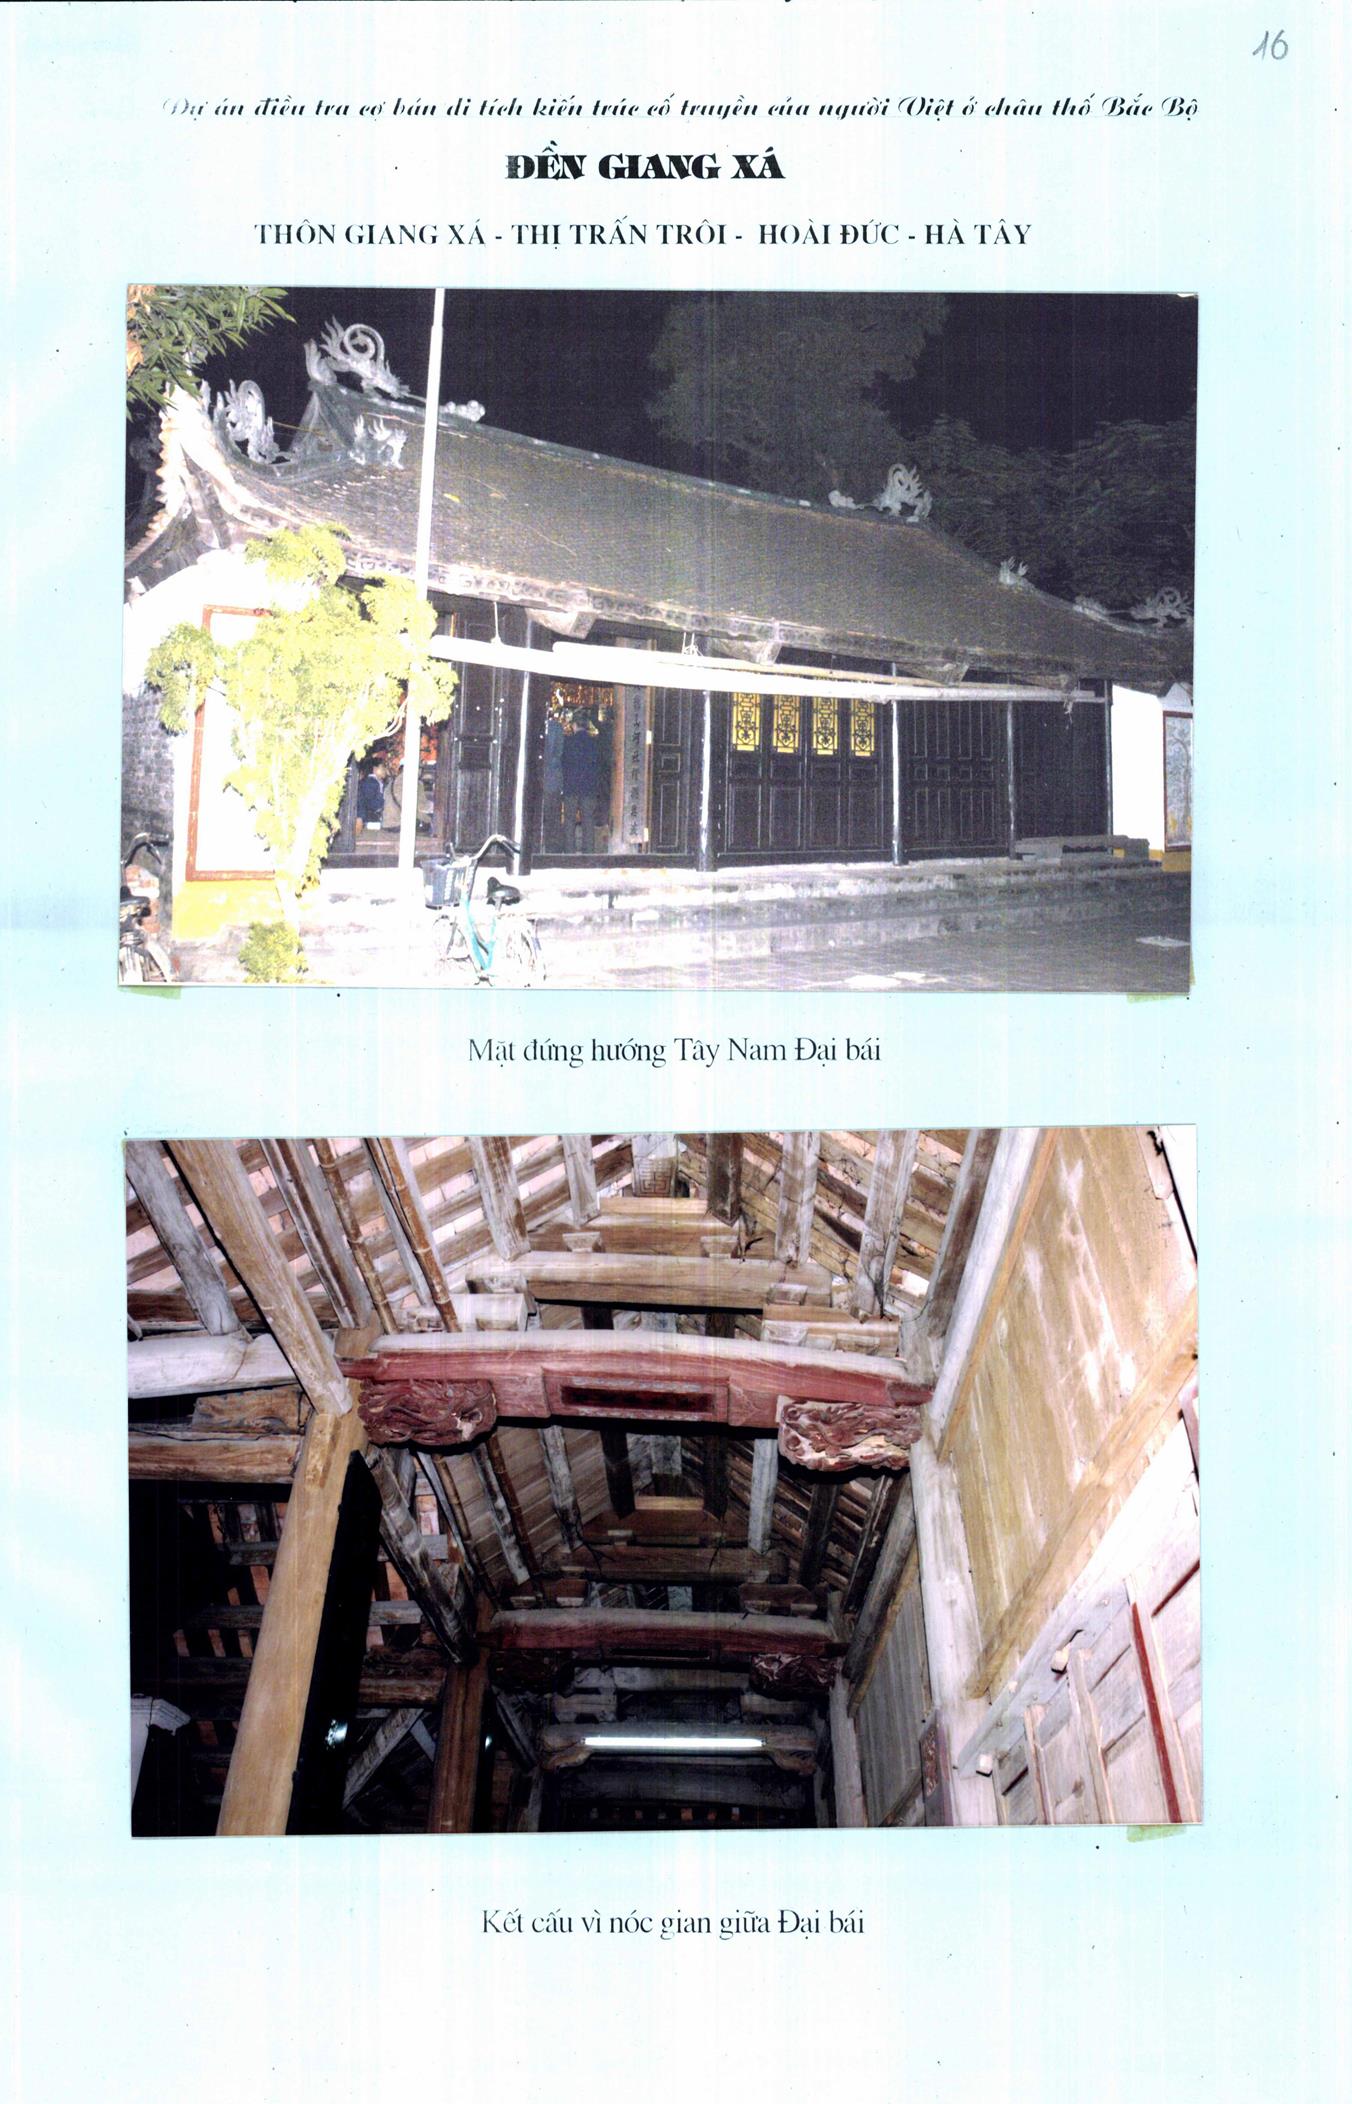 16
Dự án điều tra cơ bản di tích kiến trúc cổ truyền của người Việt ở châu thổ Bắc Bộ
ĐỀN GIANG XÁ
THÔN GIANG XÁ - THỊ TRẤN TRÔI - HOÀI ĐỨC - HÀ TÂY
Mặt đứng hướng Tây Nam Đại bái
Kết cấu vì nóc gian giữa Đại bái